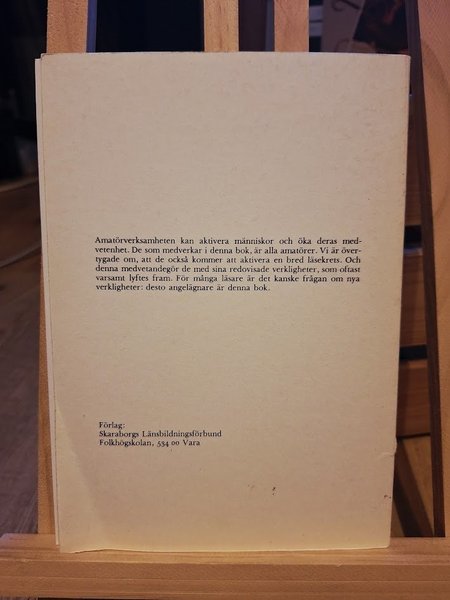 Amatörverksamheten kan aktivera människor och öka deras med-
vetenhet. De som medverkar i denna bok, är alla amatörer. Vi är över-
tygade om, att de också kommer att aktivera en bred läsekrets. Och
denna medvetandegör de med sina redovisade verkligheter, som oftast
varsamt lyftes fram. För många läsare är det kanske frågan om nya
verkligheter: desto angelägnare är denna bok.
Förlag:
Skaraborgs Länsbildningsförbund
Folkhögskolan, 534 00 Vara